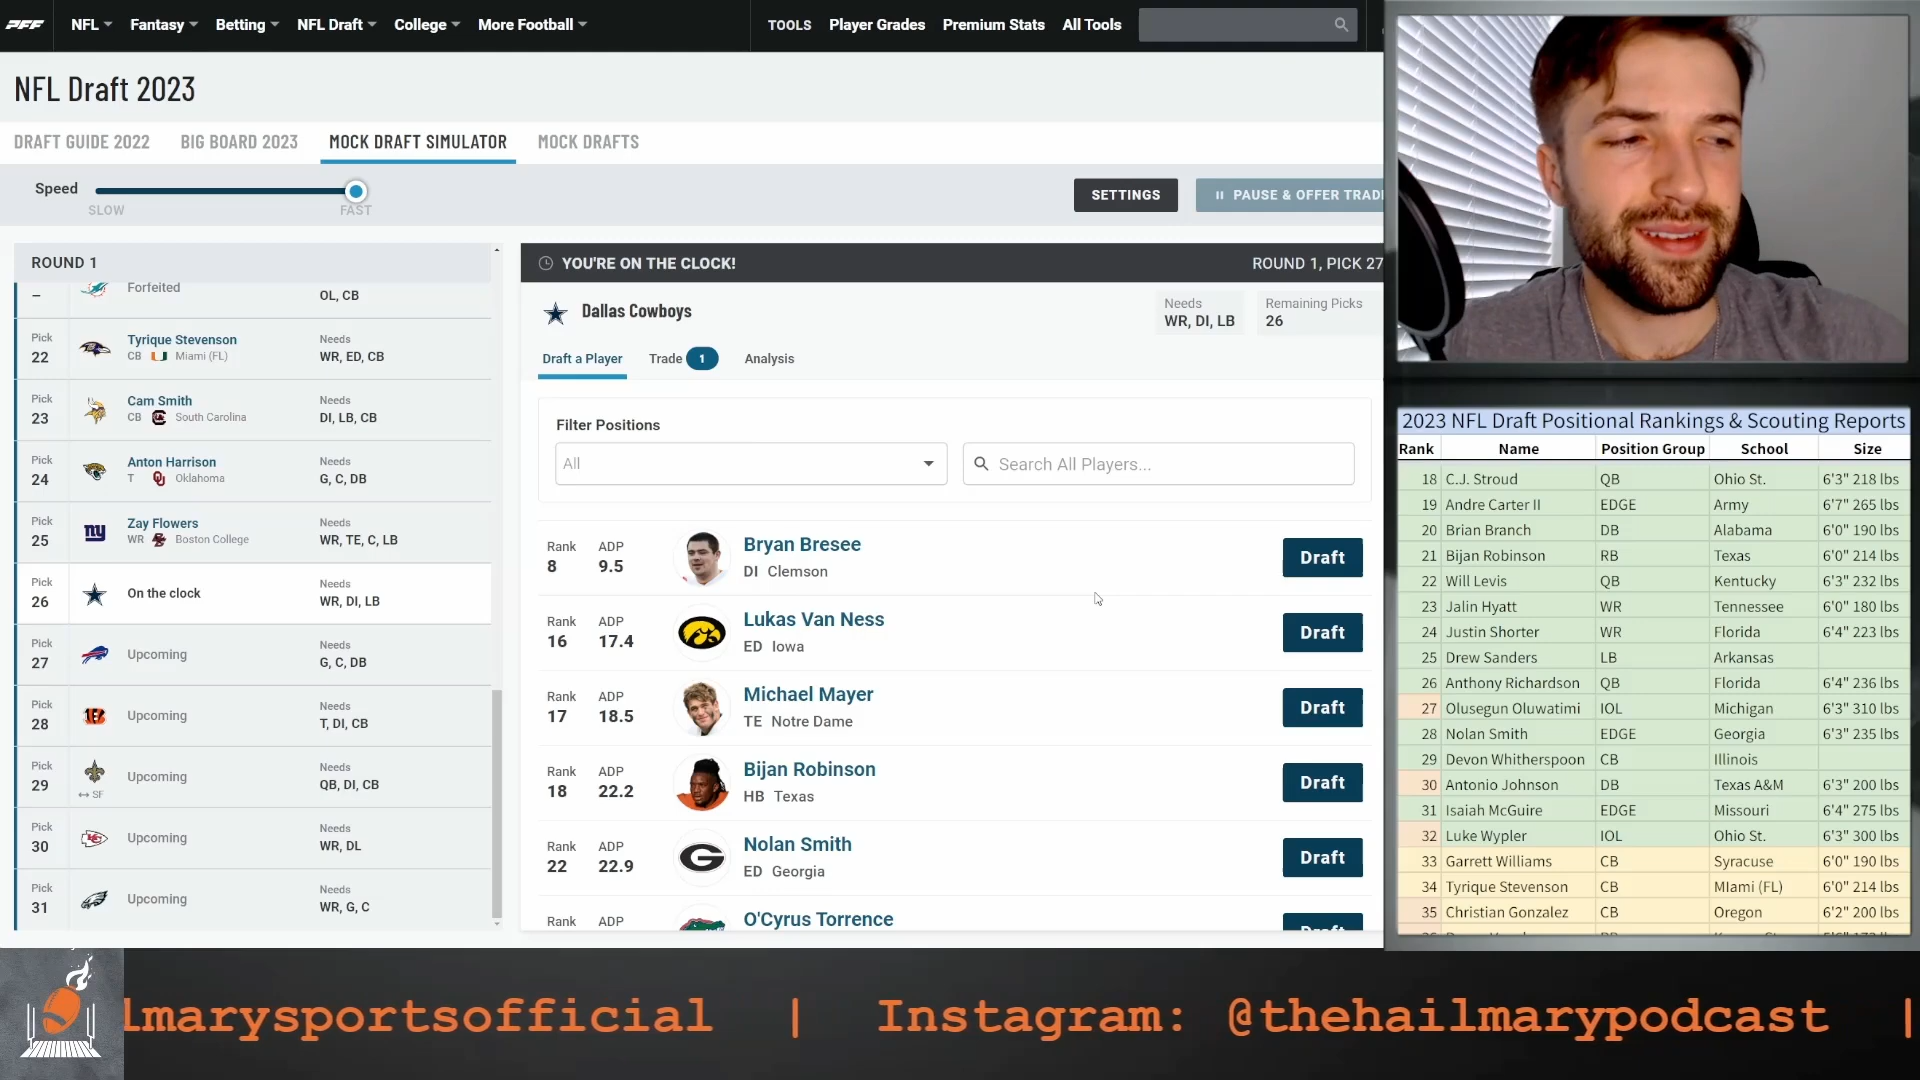 PFF NFL Fantasy Betting NFL Draft College More Football TOOLS Player Grades Premium Stats All Tools
NFL Draft 2023
DRAFT GUIDE 2022 BIG BOARD 2023 MOCK DRAFT SIMULATOR MOCK DRAFTS
Speed
SLOW FAST
SETTINGS PAUSE & OFFER TRAD
ROUND 1
– Forfeited OL, CB
Pick 22 Tyrique Stevenson Needs
CB Miami (FL) WR, ED, CB
Pick 23 Cam Smith Needs
CB South Carolina DI, LB, CB
Pick 24 Anton Harrison Needs
T Oklahoma G, C, DB
Pick 25 Zay Flowers Needs
WR Boston College WR, TE, C, LB
Pick 26 On the clock Needs
WR, DI, LB
Pick 27 Upcoming Needs
G, C, DB
Pick 28 Upcoming Needs
T, DI, CB
Pick 29 Upcoming Needs
↔ SF QB, DI, CB
Pick 30 Upcoming Needs
WR, DL
Pick 31 Upcoming Needs
WR, G, C
YOU'RE ON THE CLOCK! ROUND 1, PICK 27
Dallas Cowboys
Needs
WR, DI, LB
Remaining Picks
26
Draft a Player Trade 1 Analysis
Filter Positions
All Search All Players...
Rank 8 ADP 9.5 Bryan Bresee Draft
DI Clemson
Rank 16 ADP 17.4 Lukas Van Ness Draft
ED Iowa
Rank 17 ADP 18.5 Michael Mayer Draft
TE Notre Dame
Rank 18 ADP 22.2 Bijan Robinson Draft
HB Texas
Rank 22 ADP 22.9 Nolan Smith Draft
ED Georgia
Rank ADP O'Cyrus Torrence Draft
2023 NFL Draft Positional Rankings & Scouting Reports
Rank Name Position Group School Size
18 C.J. Stroud QB Ohio St. 6'3" 218 lbs
19 Andre Carter II EDGE Army 6'7" 265 lbs
20 Brian Branch DB Alabama 6'0" 190 lbs
21 Bijan Robinson RB Texas 6'0" 214 lbs
22 Will Levis QB Kentucky 6'3" 232 lbs
23 Jalin Hyatt WR Tennessee 6'0" 180 lbs
24 Justin Shorter WR Florida 6'4" 223 lbs
25 Drew Sanders LB Arkansas
26 Anthony Richardson QB Florida 6'4" 236 lbs
27 Olusegun Oluwatimi IOL Michigan 6'3" 310 lbs
28 Nolan Smith EDGE Georgia 6'3" 235 lbs
29 Devon Whitherspoon CB Illinois
30 Antonio Johnson DB Texas A&M 6'3" 200 lbs
31 Isaiah McGuire EDGE Missouri 6'4" 275 lbs
32 Luke Wypler IOL Ohio St. 6'3" 300 lbs
33 Garrett Williams CB Syracuse 6'0" 190 lbs
34 Tyrique Stevenson CB MIami (FL) 6'0" 214 lbs
35 Christian Gonzalez CB Oregon 6'2" 200 lbs
lmarysportsofficial | Instagram: @thehailmarypodcast |